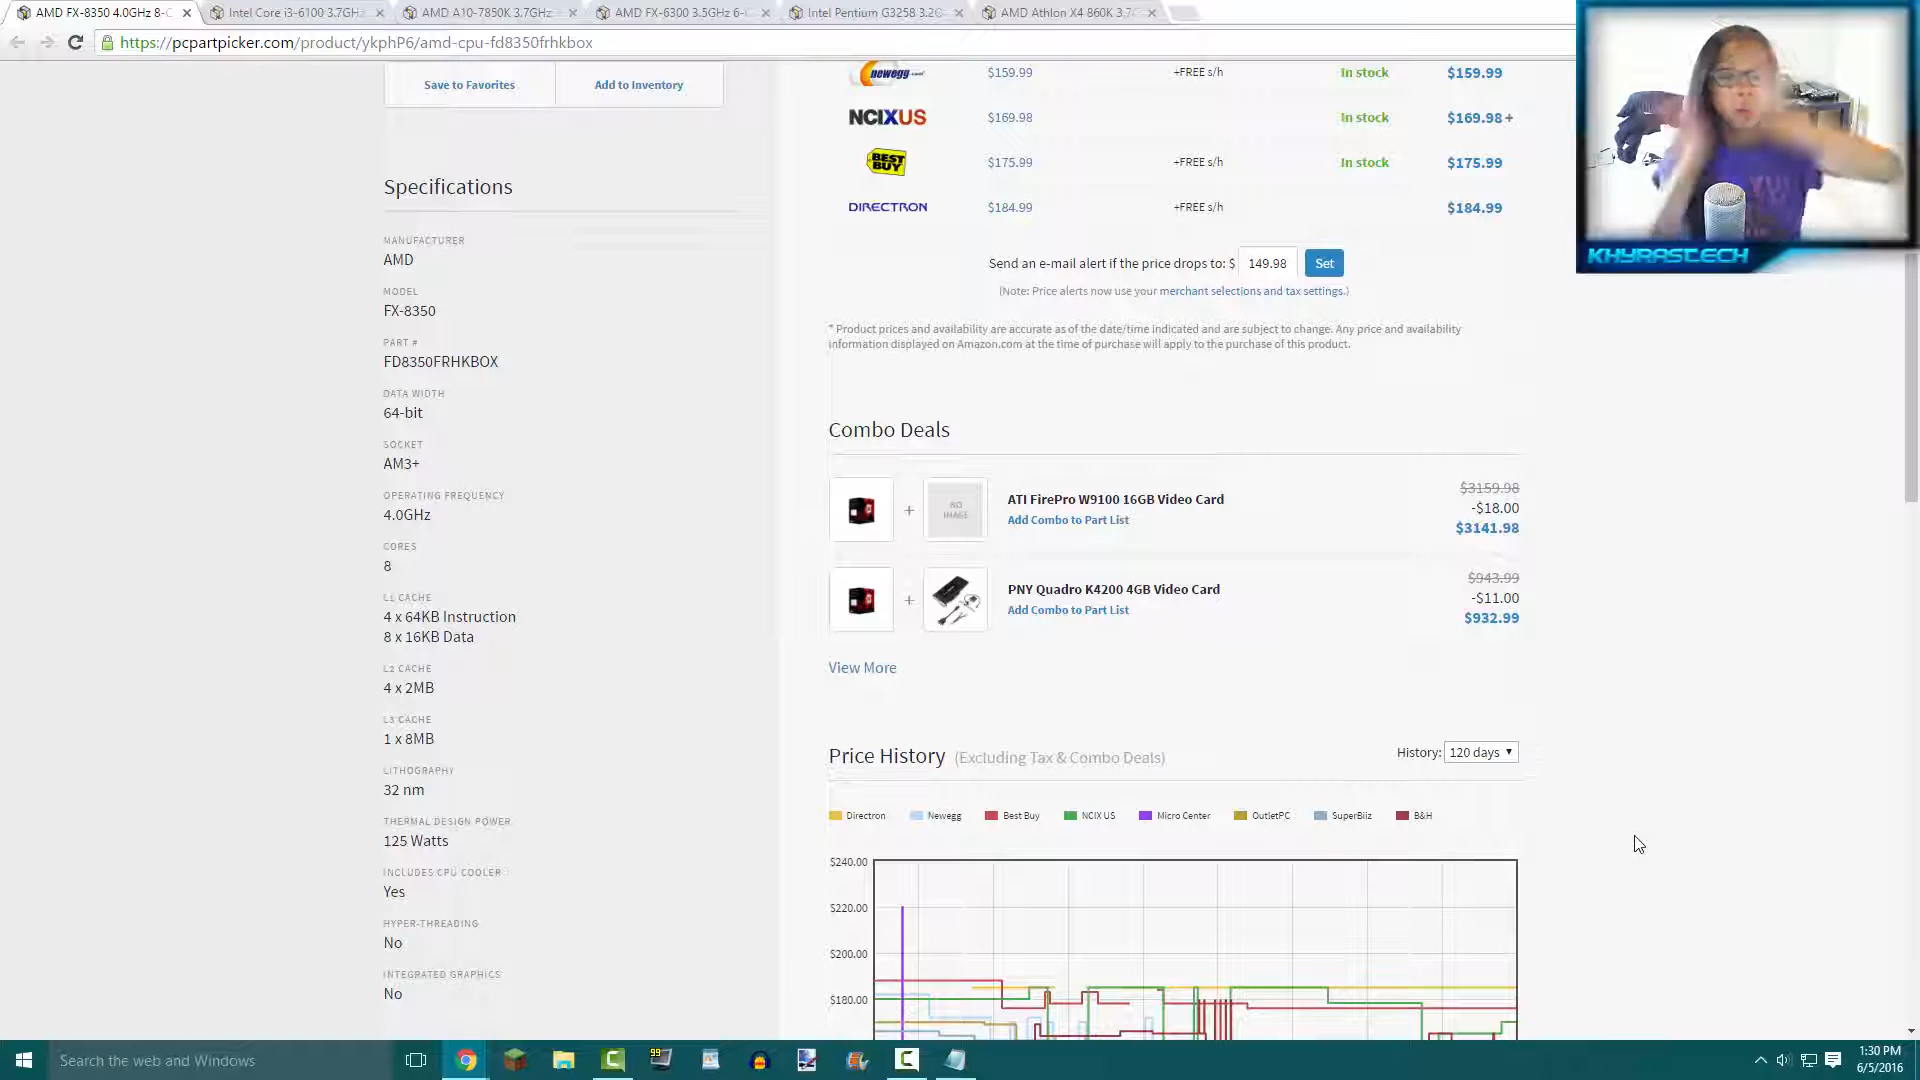 AMD FX-8350 4.0GHz 8-C
Intel Core i3-6100 3.7GHz
AMD A10-7850K 3.7GHz
AMD FX-6300 3.5GHz 6-
Intel Pentium G3258 3.2G
AMD Athlon X4 860K 3.7
https://pcpartpicker.com/product/ykphP6/amd-cpu-fd8350frhkbox
Save to Favorites
Add to Inventory
newegg.com $159.99 +FREE s/h In stock $159.99
NCIXUS $169.98 In stock $169.98 +
BEST BUY $175.99 +FREE s/h In stock $175.99
DIRECTRON $184.99 +FREE s/h $184.99
Send an e-mail alert if the price drops to: $ 149.98 Set
(Note: Price alerts now use your merchant selections and tax settings.)
* Product prices and availability are accurate as of the date/time indicated and are subject to change. Any price and availability
information displayed on Amazon.com at the time of purchase will apply to the purchase of this product.
KHYRASTECH
Specifications
MANUFACTURER
AMD
MODEL
FX-8350
PART #
FD8350FRHKBOX
DATA WIDTH
64-bit
SOCKET
AM3+
OPERATING FREQUENCY
4.0GHz
CORES
8
L1 CACHE
4 x 64KB Instruction
8 x 16KB Data
L2 CACHE
4 x 2MB
L3 CACHE
1 x 8MB
LITHOGRAPHY
32 nm
THERMAL DESIGN POWER
125 Watts
INCLUDES CPU COOLER
Yes
HYPER-THREADING
No
INTEGRATED GRAPHICS
No
Combo Deals
+ NO IMAGE
ATI FirePro W9100 16GB Video Card
Add Combo to Part List
$3159.98
-$18.00
$3141.98
+
PNY Quadro K4200 4GB Video Card
Add Combo to Part List
$943.99
-$11.00
$932.99
View More
Price History (Excluding Tax & Combo Deals)
History: 120 days
Directron Newegg Best Buy NCIX US Micro Center OutletPC SuperBiiz B&H
$240.00
$220.00
$200.00
$180.00
Search the web and Windows
99
1:30 PM
6/5/2016